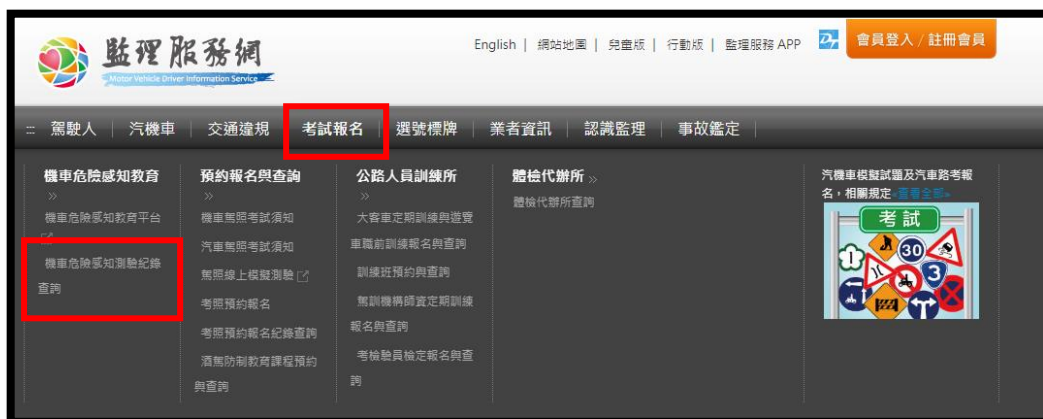 監理服務網
Motor Vehicle Driver Information Service
English | 網站地圖 | 兒童版 | 行動版 | 監理服務 APP
會員登入 / 註冊會員
::: 駕駛人 | 汽機車 | 交通違規 | 考試報名 | 選號標牌 | 業者資訊 | 認識監理 | 事故鑑定 |
機車危險感知教育
»
機車危險感知教育平台
機車危險感知測驗紀錄
查詢
預約報名與查詢
»
機車駕照考試須知
汽車駕照考試須知
駕照線上模擬測驗
考照預約報名
考照預約報名紀錄查詢
酒駕防制教育課程預約
與查詢
公路人員訓練所
»
大客車定期訓練與遊覽
車職前訓練報名與查詢
訓練班預約與查詢
駕訓機構師資定期訓練
報名與查詢
考檢驗員檢定報名與查
詢
體檢代辦所 »
體檢代辦所查詢
汽機車模擬試題及汽車路考報
名，相關規定«查看全部»
考試
30
1
3